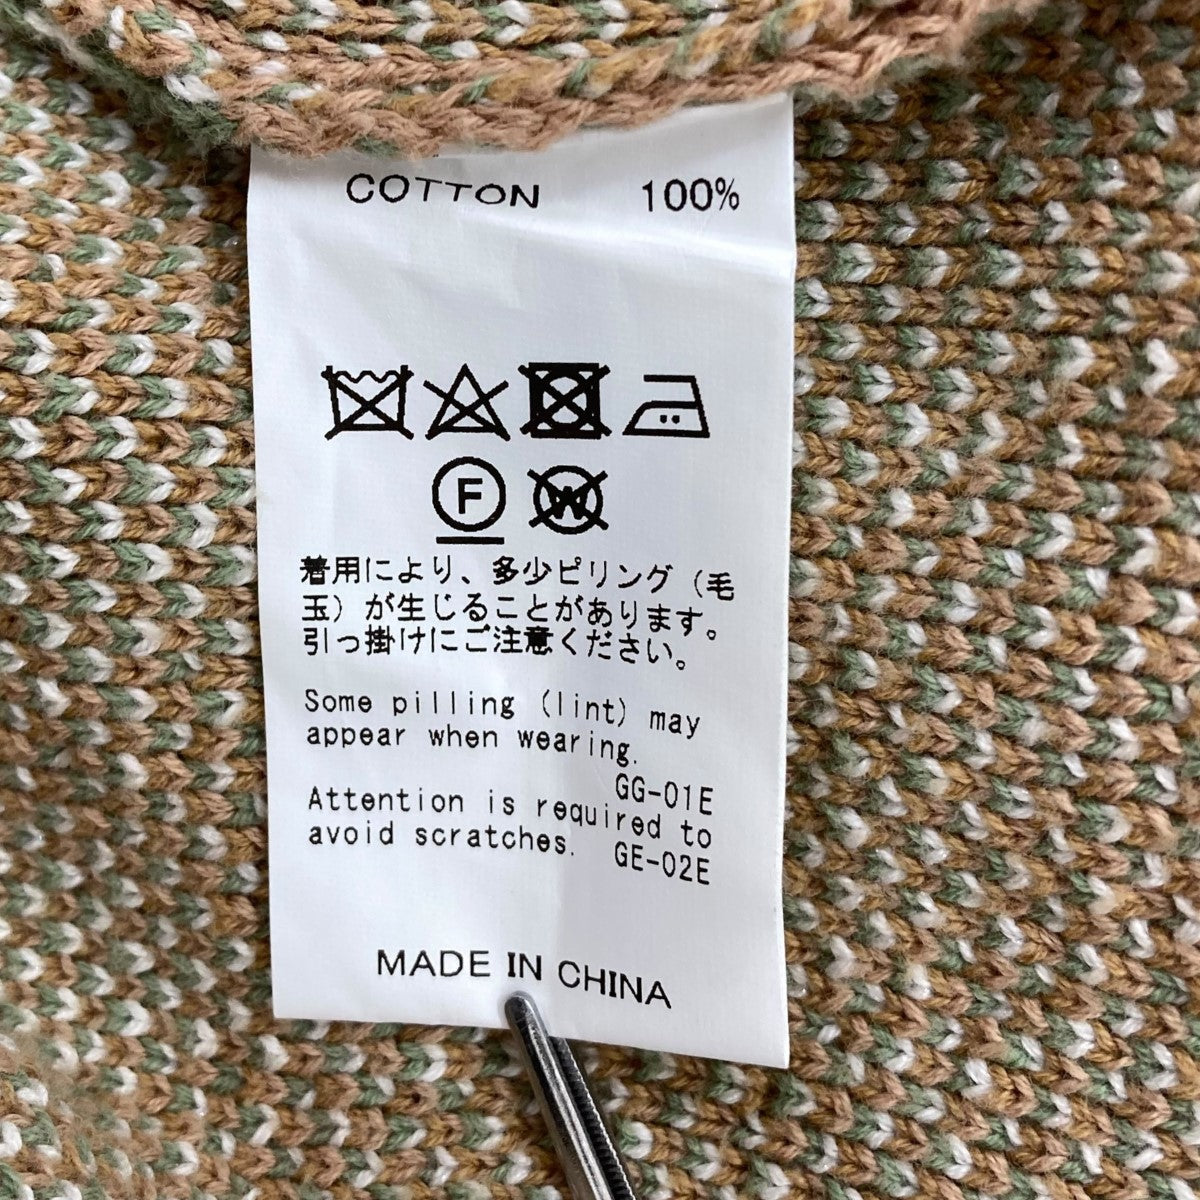 COTTON 100%
F W
着用により、多少ピリング（毛
玉）が生じることがあります。
引っ掛けにご注意ください。
Some pilling (lint) may
appear when wearing.
GG-01E
Attention is required to
avoid scratches. GE-02E
MADE IN CHINA